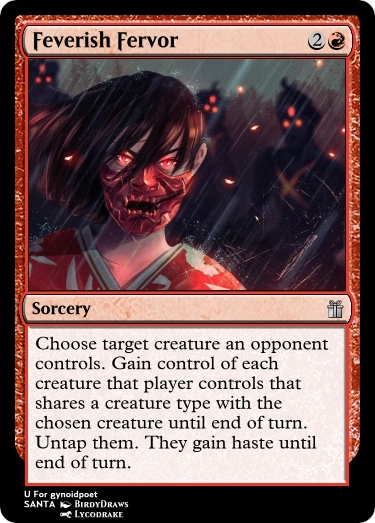 Feverish Fervor 2
Sorcery
Choose target creature an opponent
controls. Gain control of each
creature that player controls that
shares a creature type with the
chosen creature until end of turn.
Untap them. They gain haste until
end of turn.
U For gynoidpoet
SANTA BirdyDraws
Lycodrake